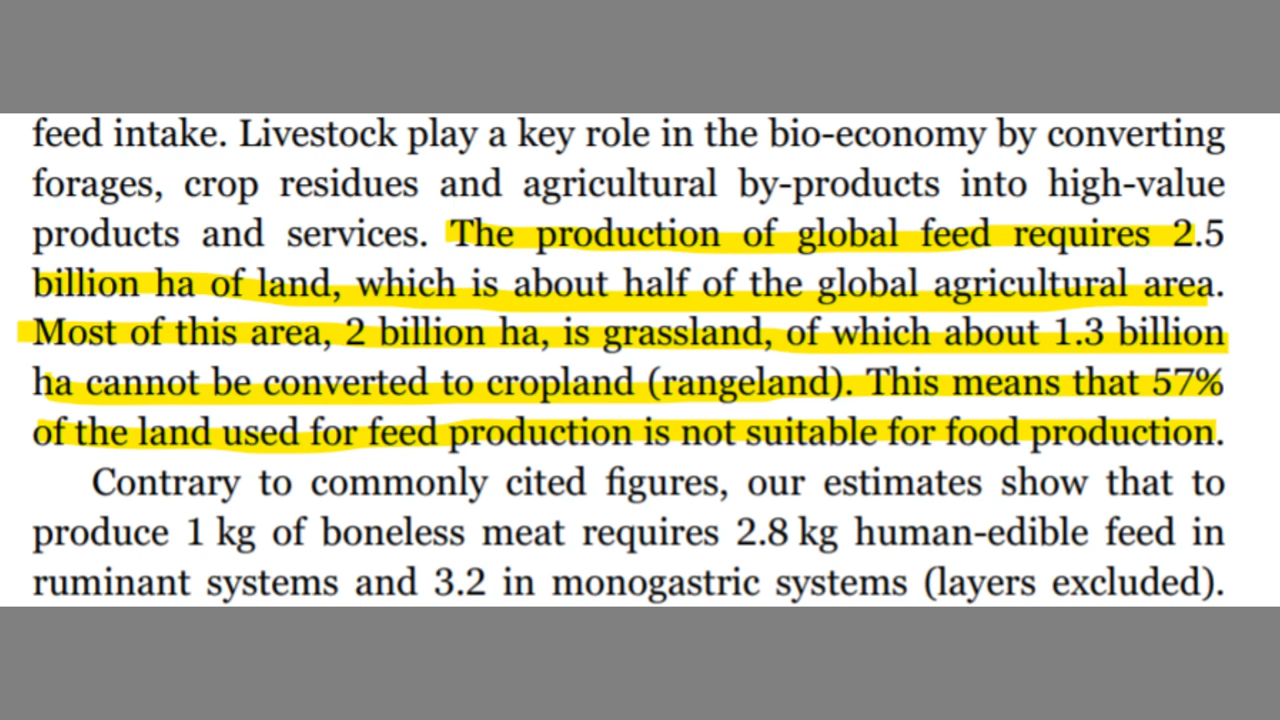 feed intake. Livestock play a key role in the bio-economy by converting
forages, crop residues and agricultural by-products into high-value
products and services. The production of global feed requires 2.5
billion ha of land, which is about half of the global agricultural area.
Most of this area, 2 billion ha, is grassland, of which about 1.3 billion
ha cannot be converted to cropland (rangeland). This means that 57%
of the land used for feed production is not suitable for food production.
Contrary to commonly cited figures, our estimates show that to
produce 1 kg of boneless meat requires 2.8 kg human-edible feed in
ruminant systems and 3.2 in monogastric systems (layers excluded).